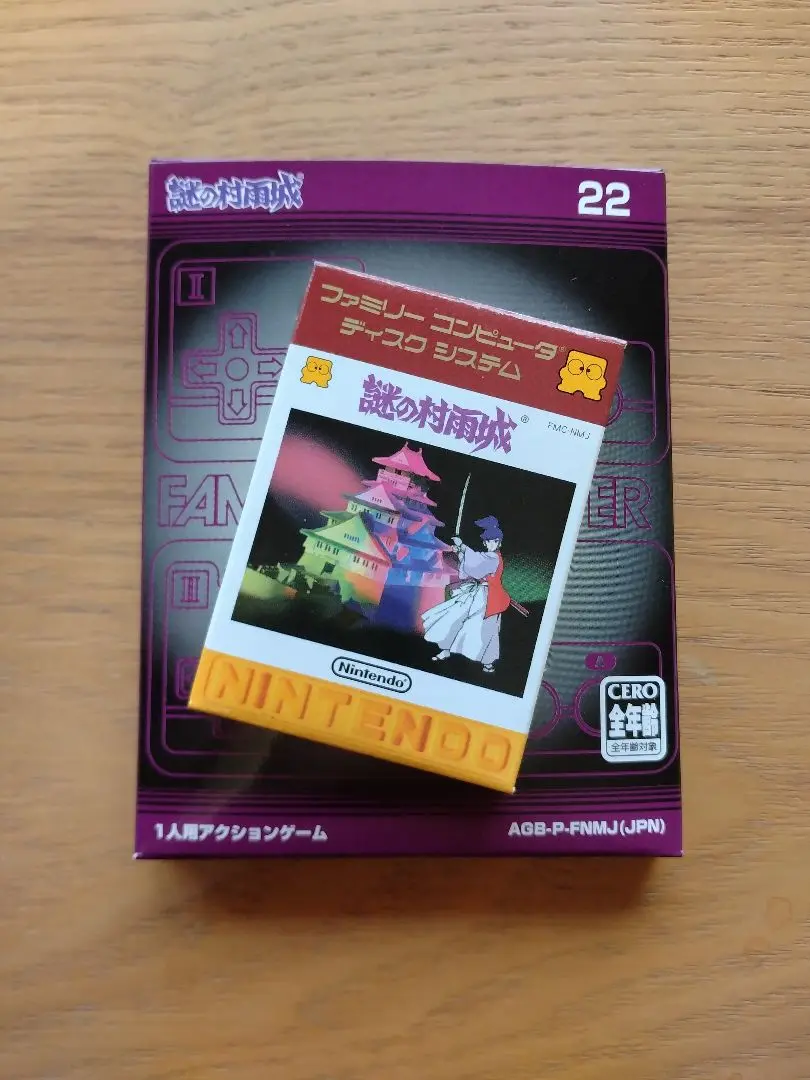 謎の村雨城
22
I
ファミリー コンピュータ
ディスク システム
謎の村雨城®
FMC-NMJ
FAM
ER
II
Nintendo®
NINTENDO
A
CERO
全年齢
全年齢対象
1人用アクションゲーム
AGB-P-FNMJ(JPN)